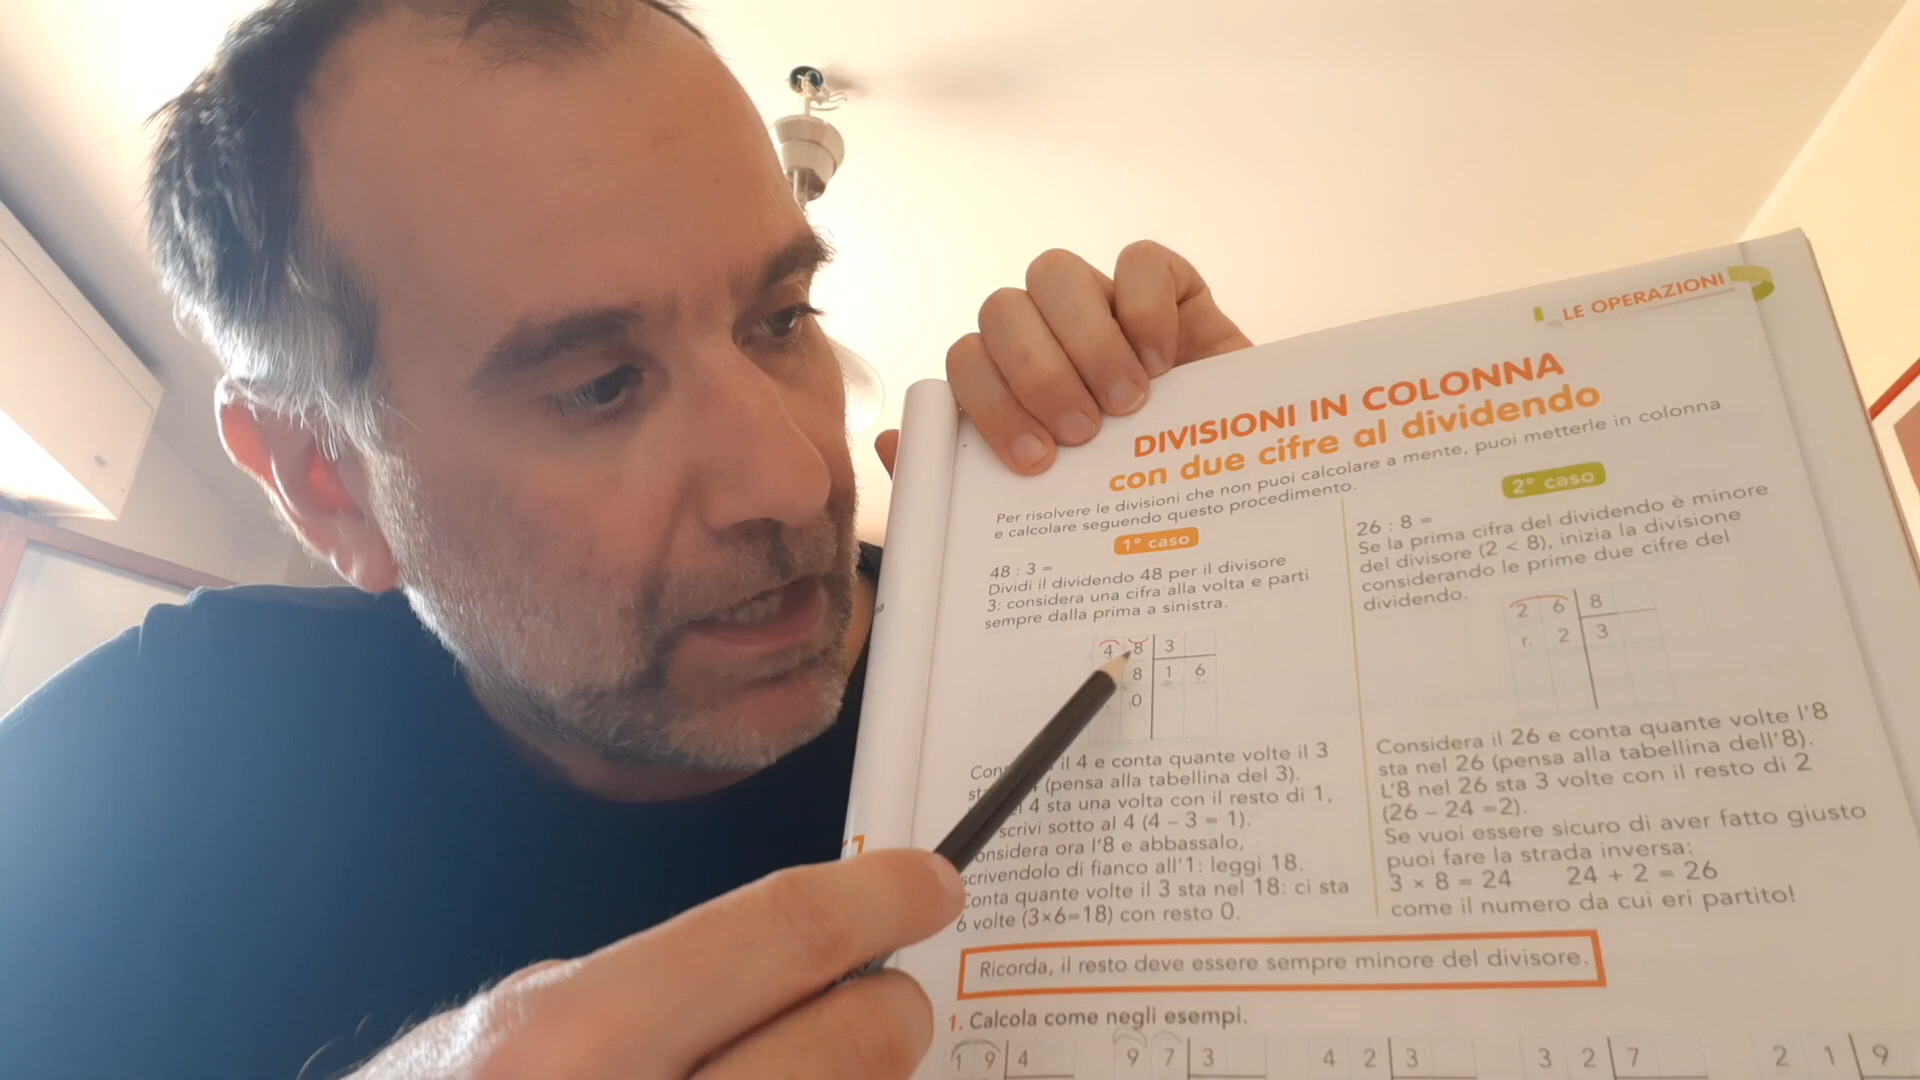 LE OPERAZIONI
DIVISIONI IN COLONNA
con due cifre al dividendo
Per risolvere le divisioni che non puoi calcolare a mente, puoi metterle in colonna
e calcolare seguendo questo procedimento.
1° caso
48 : 3 =
Dividi il dividendo 48 per il divisore
3: considera una cifra alla volta e parti
sempre dalla prima a sinistra.
4 8 3
8 1 6
0
il 4 e conta quante volte il 3
(pensa alla tabellina del 3).
4 sta una volta con il resto di 1,
scrivi sotto al 4 (4 – 3 = 1).
onsidera ora l'8 e abbassalo,
scrivendolo di fianco all'1: leggi 18.
Conta quante volte il 3 sta nel 18: ci sta
6 volte (3×6=18) con resto 0.
2° caso
26 : 8 =
Se la prima cifra del dividendo è minore
del divisore (2 < 8), inizia la divisione
considerando le prime due cifre del
dividendo.
2 6 8
r. 2 3
Considera il 26 e conta quante volte l'8
sta nel 26 (pensa alla tabellina dell'8).
L'8 nel 26 sta 3 volte con il resto di 2
(26 – 24 =2).
Se vuoi essere sicuro di aver fatto giusto
puoi fare la strada inversa:
3 × 8 = 24 24 + 2 = 26
come il numero da cui eri partito!
Ricorda, il resto deve essere sempre minore del divisore.
1. Calcola come negli esempi.
1 9 4 9 7 3 4 2 3 3 2 7 2 1 9